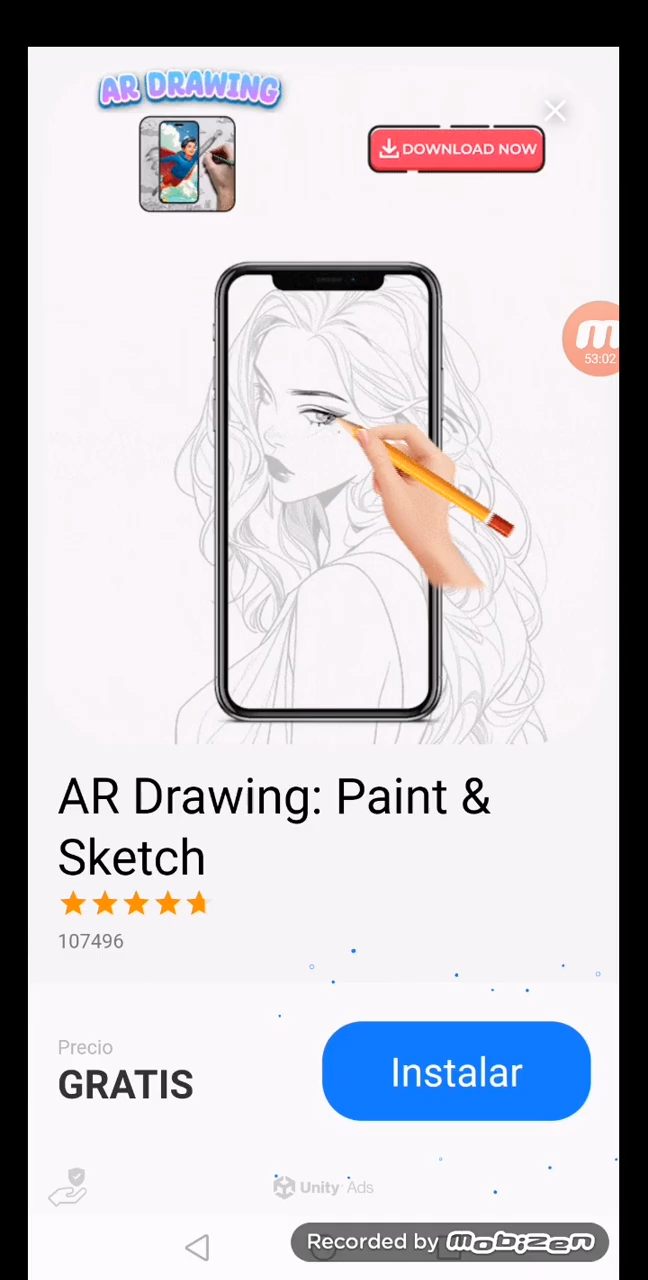 AR DRAWING
DOWNLOAD NOW
53:02
AR Drawing: Paint &
Sketch
107496
Precio
GRATIS
Instalar
Unity Ads
Recorded by mobizen